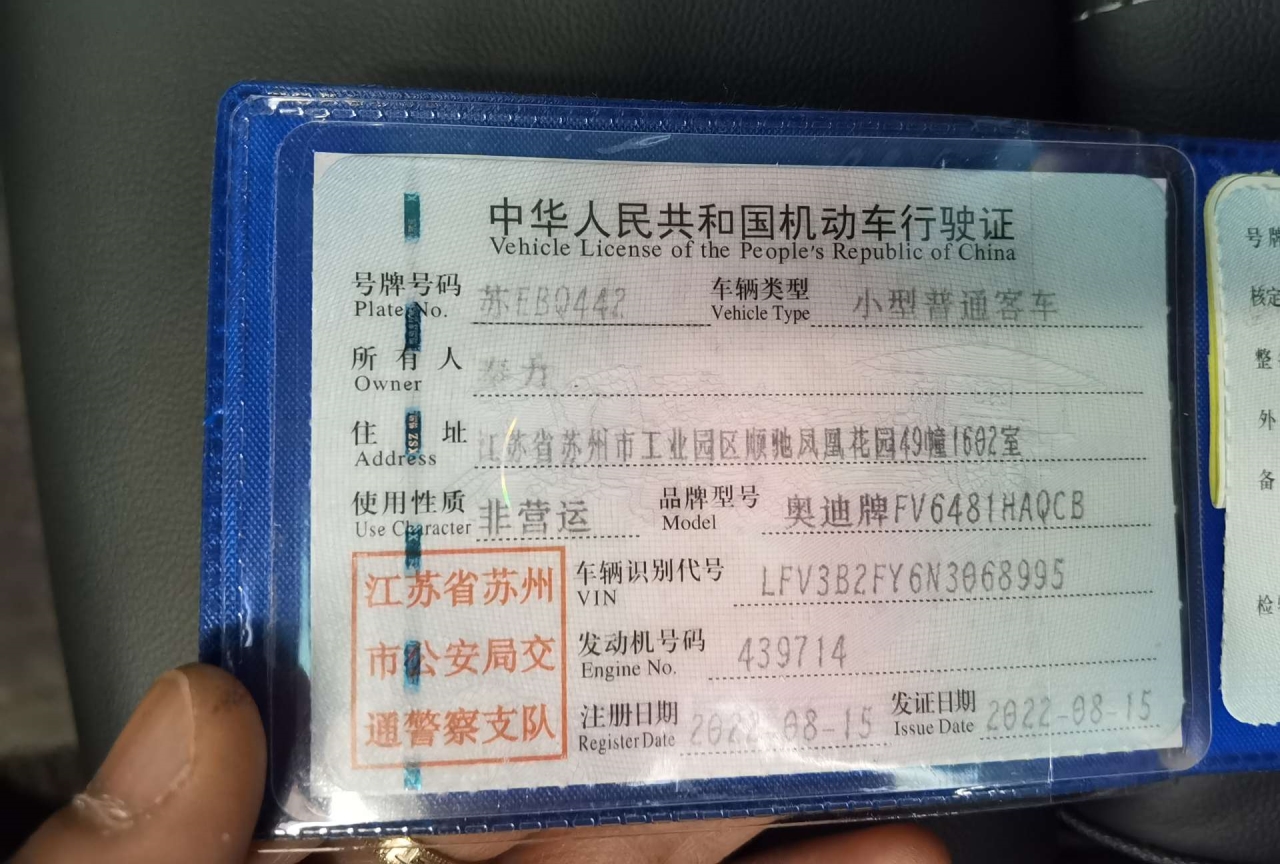 中华人民共和国机动车行驶证
Vehicle License of the People's Republic of China
号牌号码 苏EBQ442 车辆类型 小型普通客车
Plate No. Vehicle Type
所有人
Owner
住址 江苏省苏州市工业园区顺驰凤凰花园49幢1602室
Address
使用性质 非营运 品牌型号 奥迪牌FV6481HAQCB
Use Character Model
江苏省苏州
市公安局交
通警察支队
车辆识别代号 LFV3B2FY6N3068995
VIN
发动机号码 439714
Engine No.
注册日期 2022-08-15 发证日期 2022-08-15
Register Date Issue Date
号牌
核定
整
外
备
检